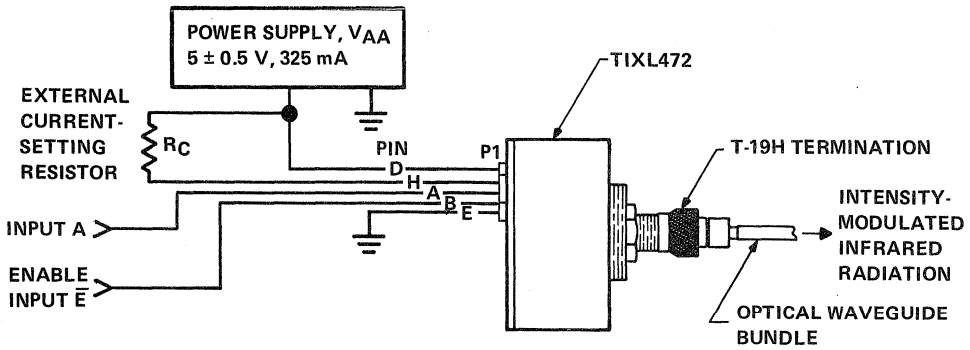 POWER SUPPLY, VAA
5 ± 0.5 V, 325 mA
TIXL472
EXTERNAL
CURRENT-
SETTING
RESISTOR
RC
PIN
P1
D
H
A
B
E
T-19H TERMINATION
INPUT A
ENABLE
INPUT E̅
INTENSITY-
MODULATED
INFRARED
RADIATION
OPTICAL WAVEGUIDE
BUNDLE